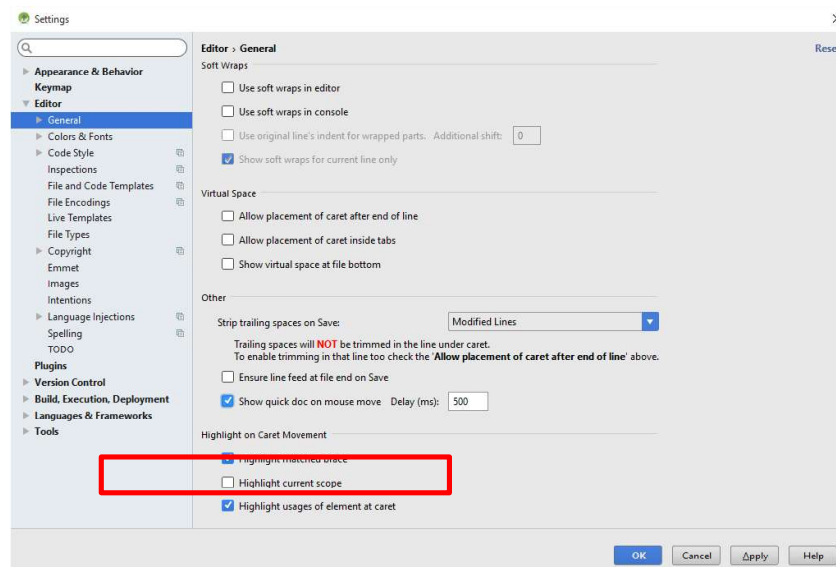 Settings
Editor › General
Rese
Appearance & Behavior
Keymap
Editor
General
Colors & Fonts
Code Style
Inspections
File and Code Templates
File Encodings
Live Templates
File Types
Copyright
Emmet
Images
Intentions
Language Injections
Spelling
TODO
Plugins
Version Control
Build, Execution, Deployment
Languages & Frameworks
Tools
Soft Wraps
Use soft wraps in editor
Use soft wraps in console
Use original line's indent for wrapped parts. Additional shift: 0
Show soft wraps for current line only
Virtual Space
Allow placement of caret after end of line
Allow placement of caret inside tabs
Show virtual space at file bottom
Other
Strip trailing spaces on Save: Modified Lines
Trailing spaces will NOT be trimmed in the line under caret.
To enable trimming in that line too check the 'Allow placement of caret after end of line' above.
Ensure line feed at file end on Save
Show quick doc on mouse move Delay (ms): 500
Highlight on Caret Movement
Highlight matched brace
Highlight current scope
Highlight usages of element at caret
OK Cancel Apply Help